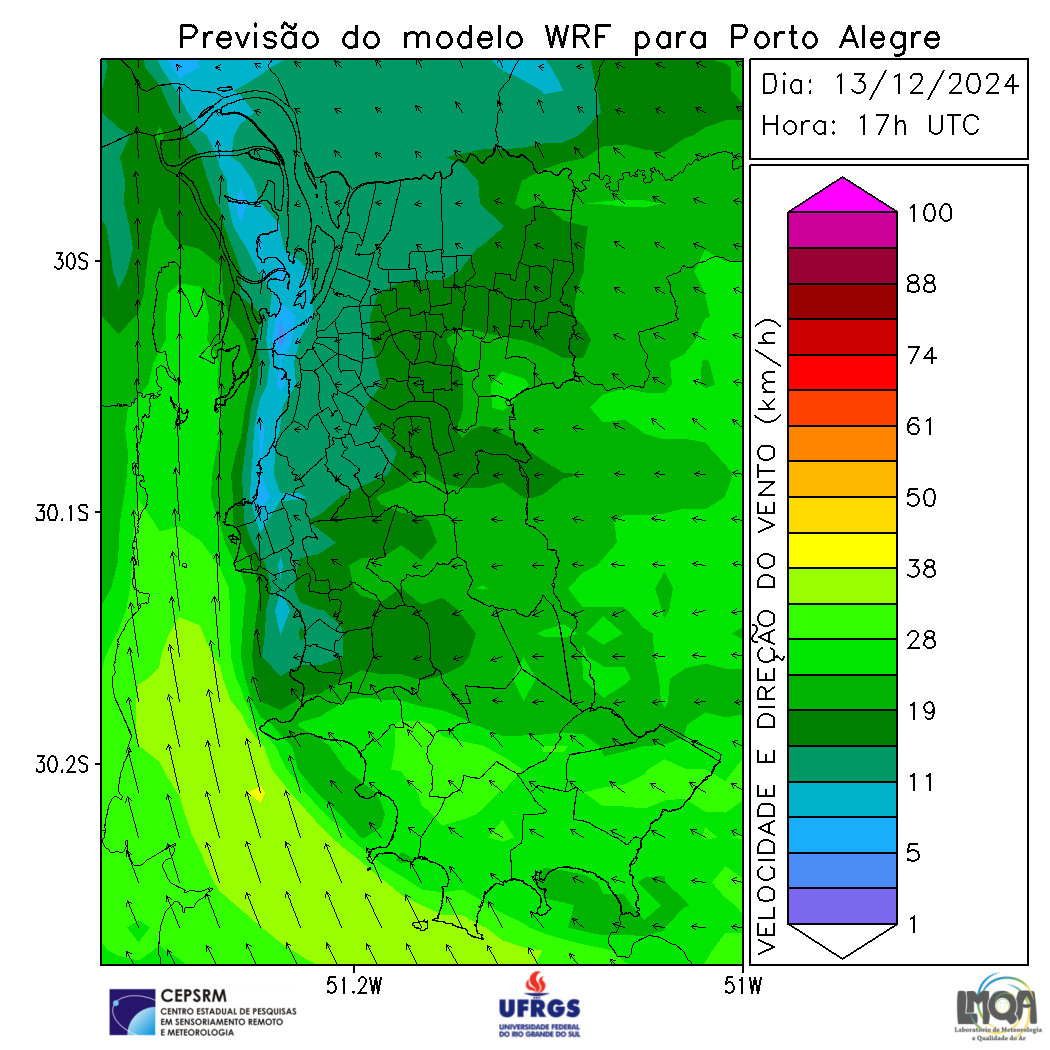 Previsão do modelo WRF para Porto Alegre
Dia: 13/12/2024
Hora: 17h UTC
30S
30.1S
30.2S
51.2W
51W
VELOCIDADE E DIREÇÃO DO VENTO (km/h)
100
88
74
61
50
38
28
19
11
5
1
CEPSRM
CENTRO ESTADUAL DE PESQUISAS
EM SENSORIAMENTO REMOTO
E METEOROLOGIA
UFRGS
UNIVERSIDADE FEDERAL
DO RIO GRANDE DO SUL
LMQA
Laboratório de Meteorologia
e Qualidade do Ar